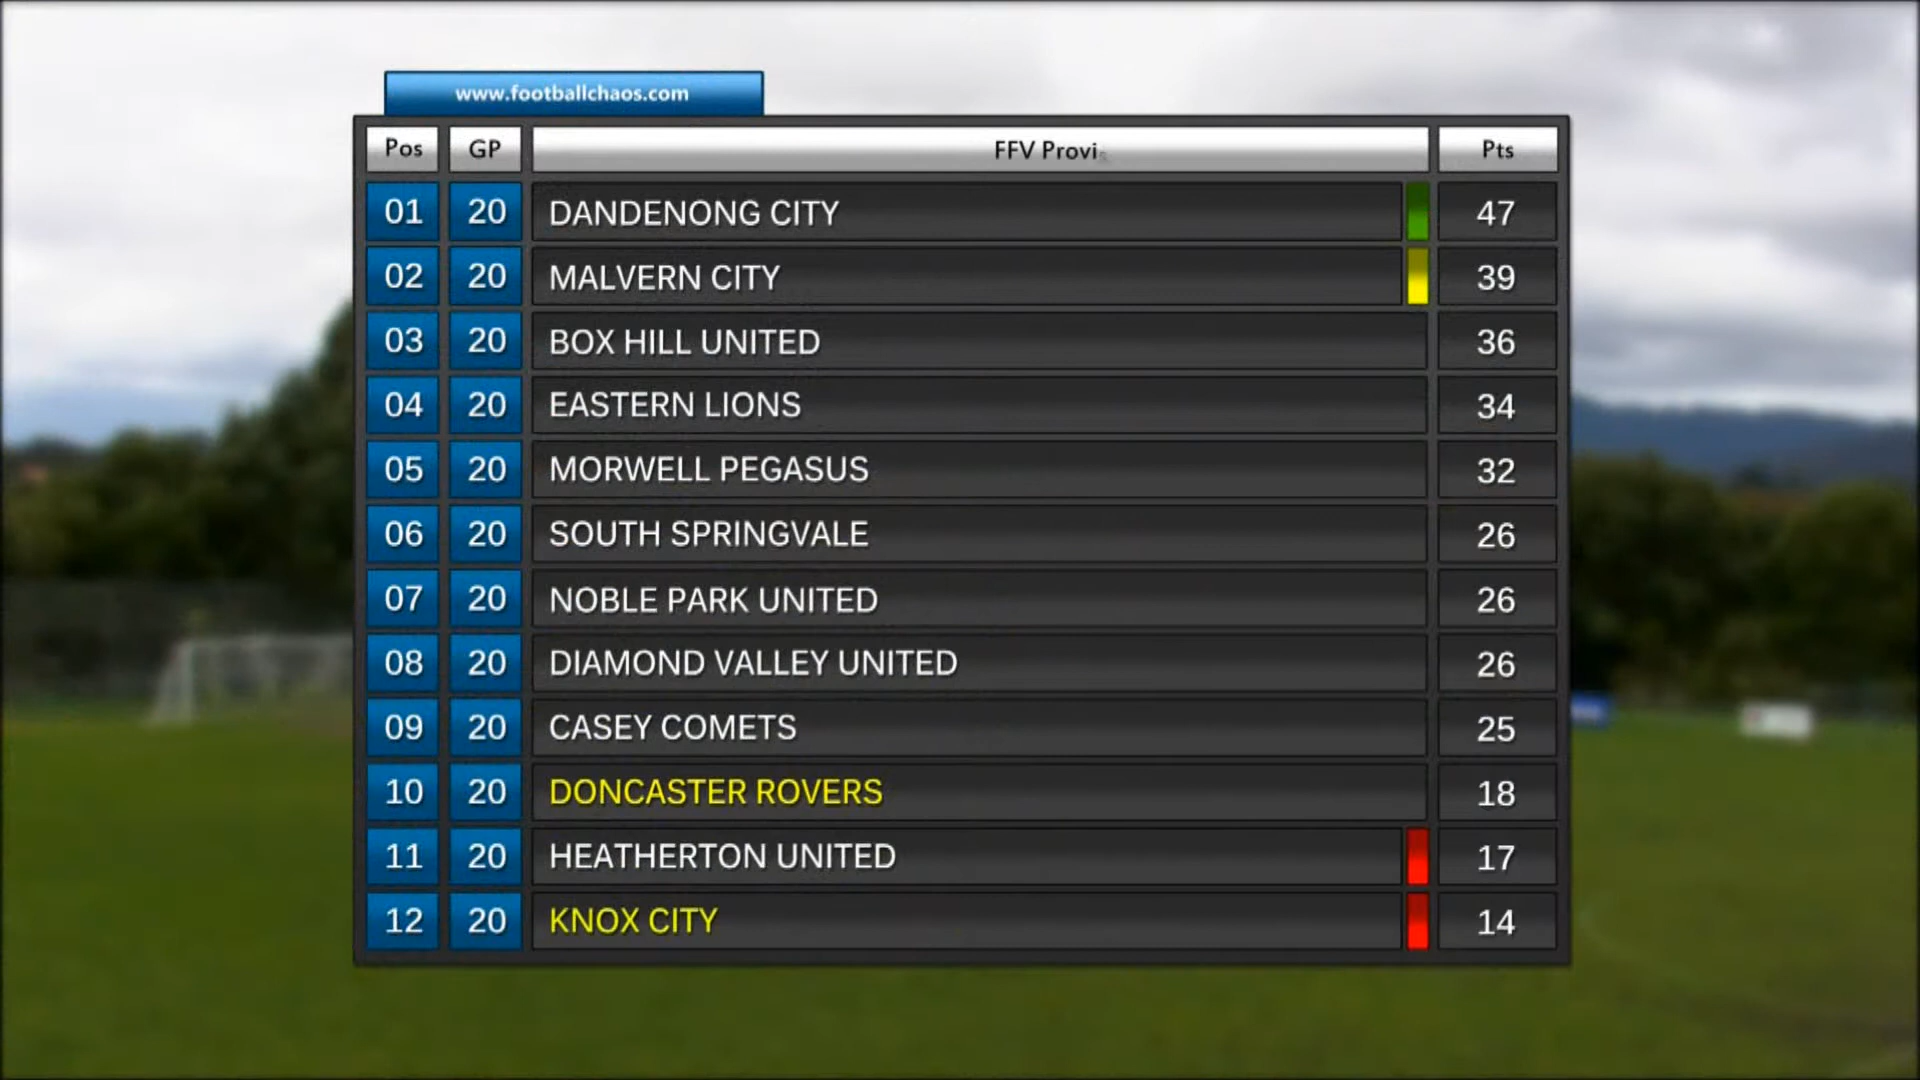 www.footballchaos.com
Pos GP FFV Provis Pts
01 20 DANDENONG CITY 47
02 20 MALVERN CITY 39
03 20 BOX HILL UNITED 36
04 20 EASTERN LIONS 34
05 20 MORWELL PEGASUS 32
06 20 SOUTH SPRINGVALE 26
07 20 NOBLE PARK UNITED 26
08 20 DIAMOND VALLEY UNITED 26
09 20 CASEY COMETS 25
10 20 DONCASTER ROVERS 18
11 20 HEATHERTON UNITED 17
12 20 KNOX CITY 14